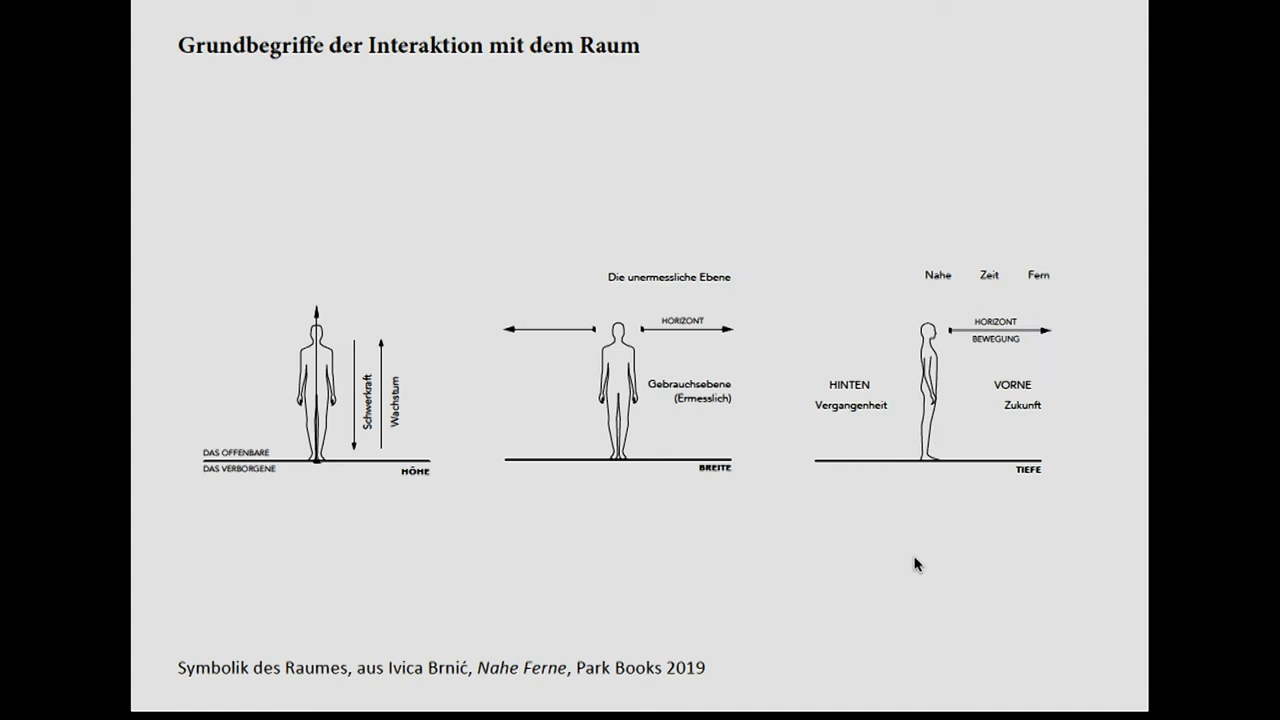 Grundbegriffe der Interaktion mit dem Raum
Schwerkraft
Wachstum
DAS OFFENBARE
DAS VERBORGENE
HÖHE
Die unermessliche Ebene
HORIZONT
Gebrauchsebene
(Ermesslich)
BREITE
Nahe Zeit Fern
HORIZONT
BEWEGUNG
HINTEN
Vergangenheit
VORNE
Zukunft
TIEFE
Symbolik des Raumes, aus Ivica Brnić, Nahe Ferne, Park Books 2019